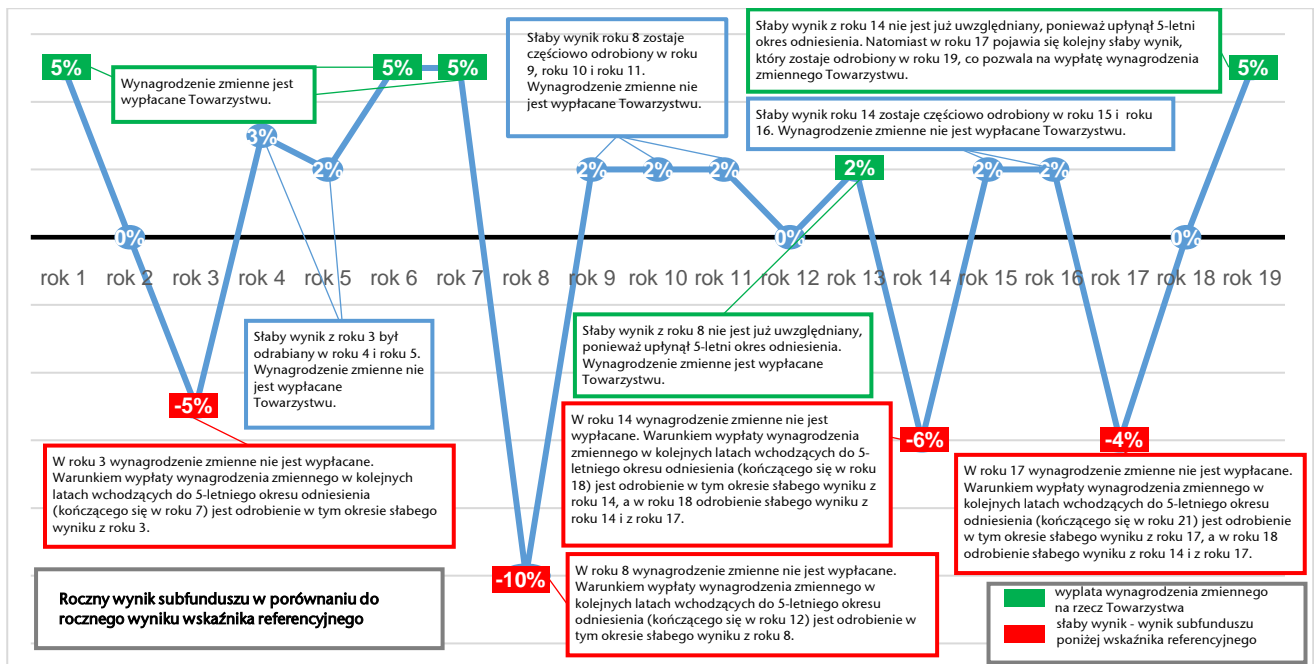 Słaby wynik z roku 14 nie jest już uwzględniany, ponieważ upłynął 5-letni
okres odniesienia. Natomiast w roku 17 pojawia się kolejny słaby wynik,
który zostaje odrobiony w roku 19, co pozwala na wypłatę wynagrodzenia
zmiennego Towarzystwu.
Słaby wynik roku 8 zostaje
częściowo odrobiony w roku
9, roku 10 i roku 11.
Wynagrodzenie zmienne nie
jest wypłacane Towarzystwu.
Wynagrodzenie zmienne jest
wypłacane Towarzystwu.
Słaby wynik roku 14 zostaje częściowo odrobiony w roku 15 i roku
16. Wynagrodzenie zmienne nie jest wypłacane Towarzystwu.
5%
0%
-5%
3%
2%
5%
5%
-10%
2%
2%
2%
0%
2%
-6%
2%
2%
-4%
0%
5%
rok 1 rok 2 rok 3 rok 4 rok 5 rok 6 rok 7 rok 8 rok 9 rok 10 rok 11 rok 12 rok 13 rok 14 rok 15 rok 16 rok 17 rok 18 rok 19
Słaby wynik z roku 3 był
odrabiany w roku 4 i roku 5.
Wynagrodzenie zmienne nie
jest wypłacane
Towarzystwu.
Słaby wynik z roku 8 nie jest już uwzględniany,
ponieważ upłynął 5-letni okres odniesienia.
Wynagrodzenie zmienne jest wypłacane
Towarzystwu.
W roku 3 wynagrodzenie zmienne nie jest wypłacane.
Warunkiem wypłaty wynagrodzenia zmiennego w kolejnych
latach wchodzących do 5-letniego okresu odniesienia
(kończącego się w roku 7) jest odrobienie w tym okresie słabego
wyniku z roku 3.
W roku 14 wynagrodzenie zmienne nie jest
wypłacane. Warunkiem wypłaty wynagrodzenia
zmiennego w kolejnych latach wchodzących do 5-
letniego okresu odniesienia (kończącego się w roku
18) jest odrobienie w tym okresie słabego wyniku z
roku 14, a w roku 18 odrobienie słabego wyniku z
roku 14 i z roku 17.
W roku 17 wynagrodzenie zmienne nie jest wypłacane.
Warunkiem wypłaty wynagrodzenia zmiennego w
kolejnych latach wchodzących do 5-letniego okresu
odniesienia (kończącego się w roku 21) jest odrobienie
w tym okresie słabego wyniku z roku 17, a w roku 18
odrobienie słabego wyniku z roku 14 i z roku 17.
W roku 8 wynagrodzenie zmienne nie jest wypłacane.
Warunkiem wypłaty wynagrodzenia zmiennego w
kolejnych latach wchodzących do 5-letniego okresu
odniesienia (kończącego się w roku 12) jest odrobienie w
tym okresie słabego wyniku z roku 8.
Roczny wynik subfunduszu w porównaniu do
rocznego wyniku wskaźnika referencyjnego
wypłata wynagrodzenia zmiennego
na rzecz Towarzystwa
słaby wynik - wynik subfunduszu
poniżej wskaźnika referencyjnego